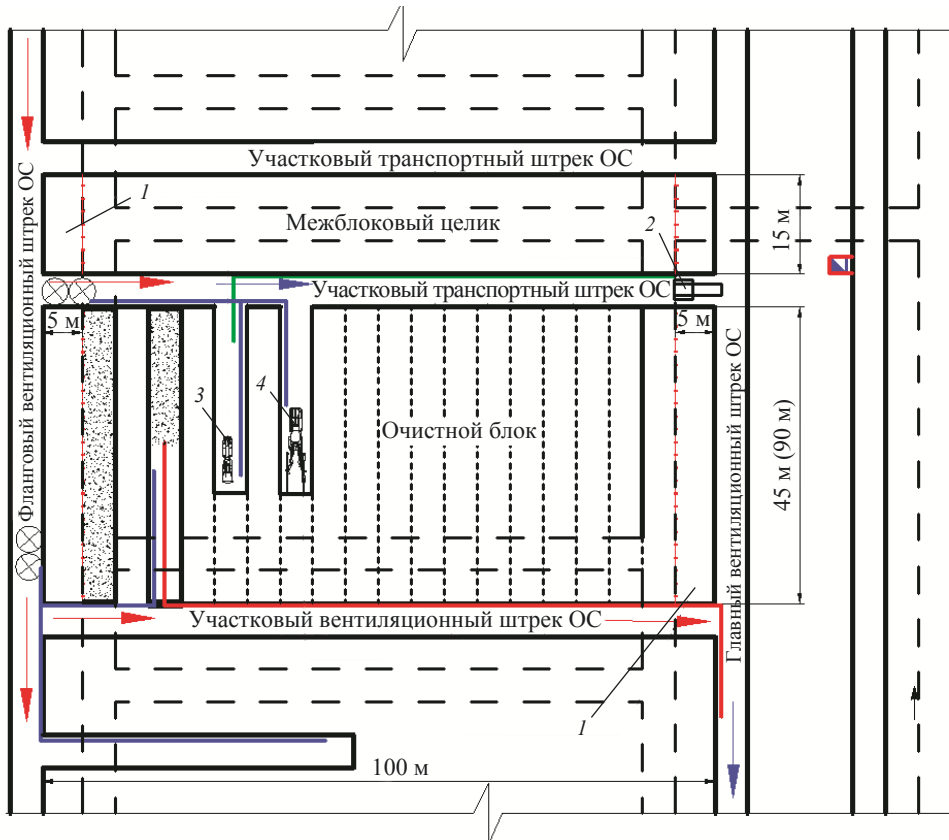 Участковый транспортный штрек ОС
1
Межблоковый целик
15 м
2
Участковый транспортный штрек ОС
5 м
5 м
Фланговый вентиляционный штрек ОС
3
4
Очистной блок
45 м (90 м)
Главный вентиляционный штрек ОС
Участковый вентиляционный штрек ОС
1
100 м